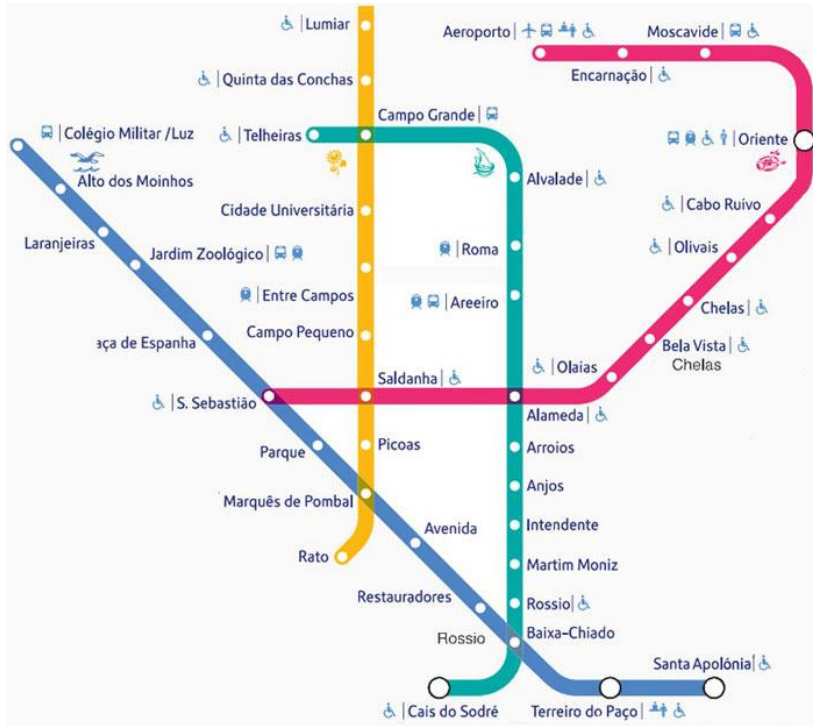 Lumiar
Aeroporto
Moscavide
Quinta das Conchas
Encarnação
Campo Grande
Colégio Militar /Luz
Telheiras
Oriente
Alto dos Moinhos
Alvalade
Cidade Universitária
Cabo Ruivo
Laranjeiras
Jardim Zoológico
Roma
Olivais
Entre Campos
Areeiro
Chelas
aça de Espanha
Campo Pequeno
Bela Vista
Chelas
Olaias
Saldanha
S. Sebastião
Alameda
Parque
Picoas
Arroios
Anjos
Marquês de Pombal
Avenida
Intendente
Rato
Martim Moniz
Restauradores
Rossio
Rossio
Baixa-Chiado
Santa Apolónia
Cais do Sodré
Terreiro do Paço